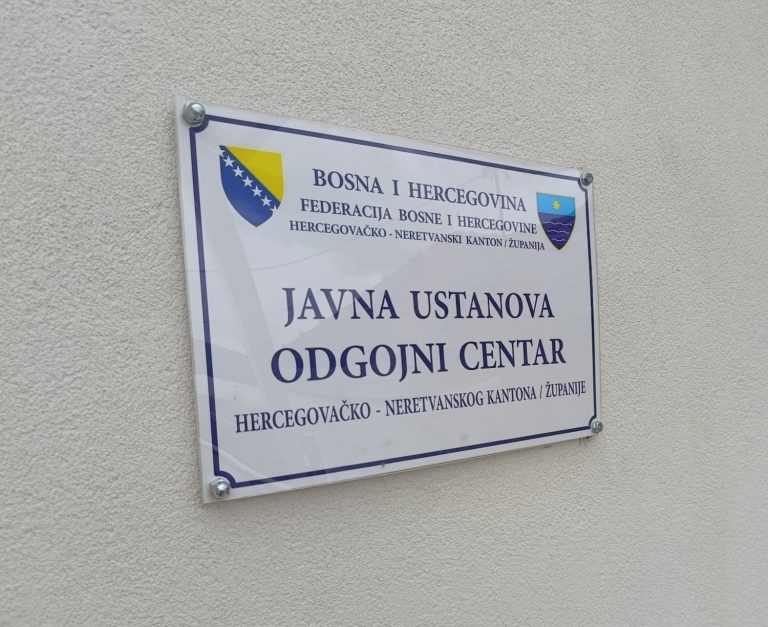 BOSNA I HERCEGOVINA
FEDERACIJA BOSNE I HERCEGOVINE
HERCEGOVAČKO - NERETVANSKI KANTON / ŽUPANIJA
JAVNA USTANOVA
ODGOJNI CENTAR
HERCEGOVAČKO - NERETVANSKOG KANTONA / ŽUPANIJE